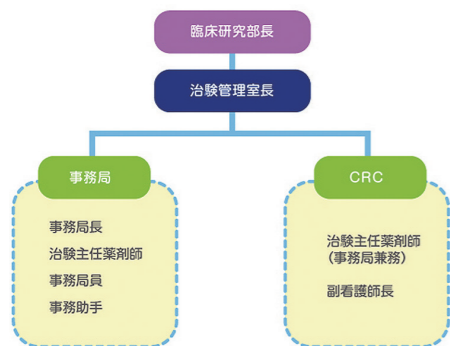 臨床研究部長
治験管理室長
事務局
事務局長
治験主任薬剤師
事務局員
事務助手
CRC
治験主任薬剤師
(事務局兼務)
副看護師長